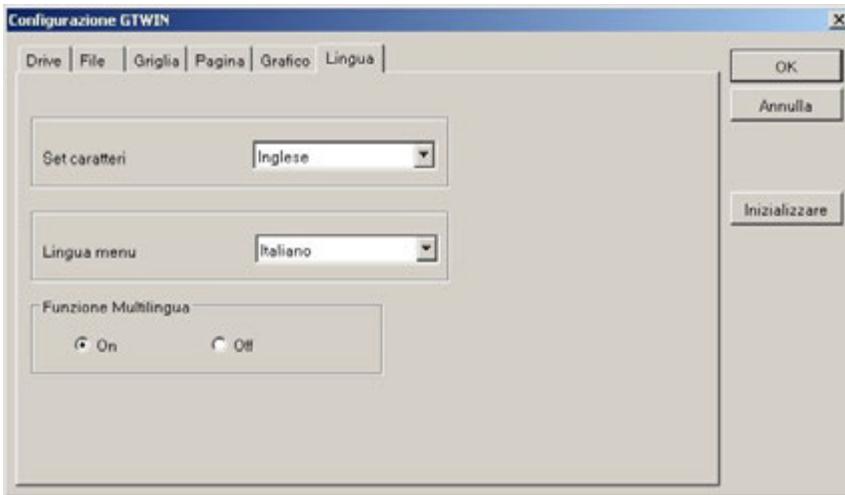 Configurazione GTWIN
Drive File Griglia Pagina Grafico Lingua
OK
Annulla
Set caratteri Inglese
Inizializzare
Lingua menu Italiano
Funzione Multilingua
On Off